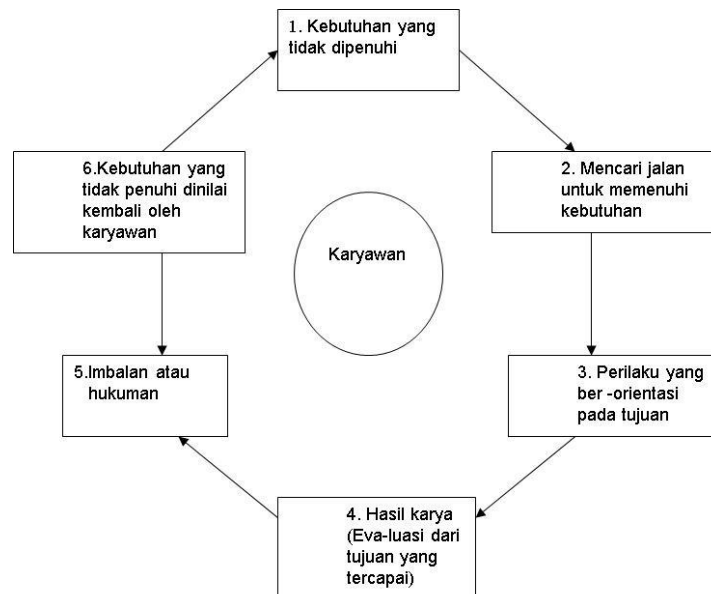 1. Kebutuhan yang
tidak dipenuhi
2. Mencari jalan
untuk memenuhi
kebutuhan
3. Perilaku yang
ber -orientasi
pada tujuan
4. Hasil karya
(Eva-luasi dari
tujuan yang
tercapai)
5.Imbalan atau
hukuman
6.Kebutuhan yang
tidak penuhi dinilai
kembali oleh
karyawan
Karyawan